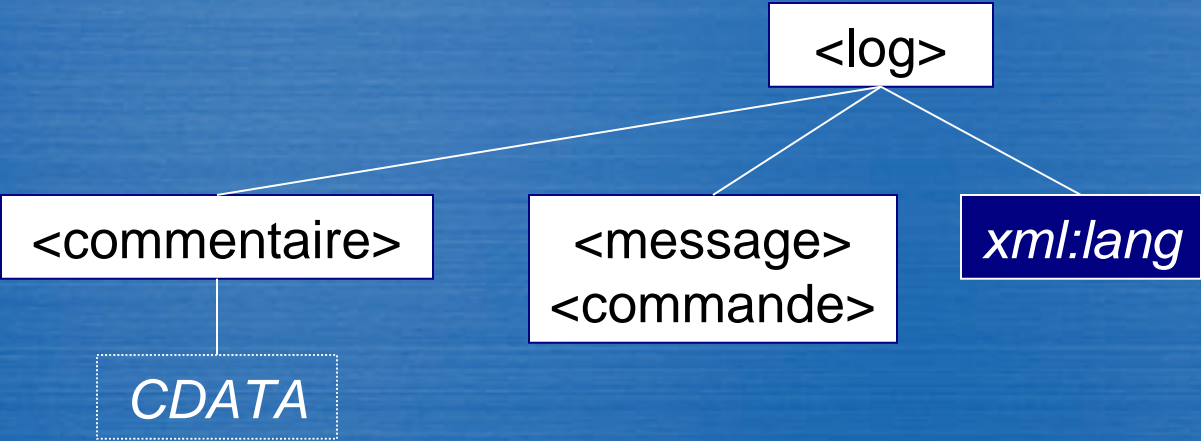 <log>
<commentaire>
<message>
<commande>
xml:lang
CDATA